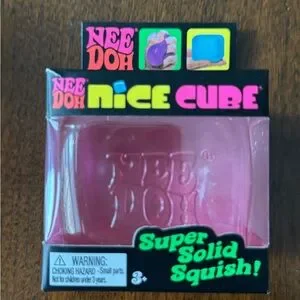 NEE
DOH
NEE
DOH
NICE CUBE
NEE
DOH
Super
Solid
Squish!
WARNING:
CHOKING HAZARD - Small parts.
Not for children under 3 years.
3+